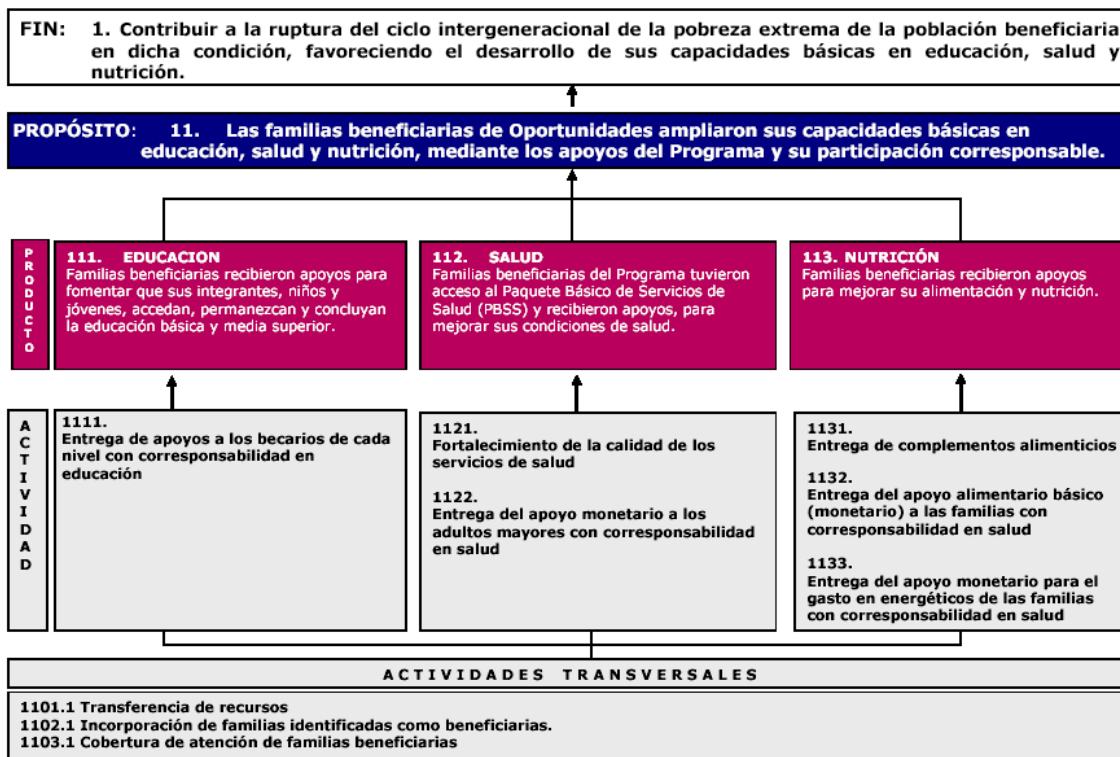 FIN: 1. Contribuir a la ruptura del ciclo intergeneracional de la pobreza extrema de la población beneficiaria
en dicha condición, favoreciendo el desarrollo de sus capacidades básicas en educación, salud y
nutrición.
PROPÓSITO: 11. Las familias beneficiarias de Oportunidades ampliaron sus capacidades básicas en
educación, salud y nutrición, mediante los apoyos del Programa y su participación corresponsable.
PRODUCTO
111. EDUCACION
Familias beneficiarias recibieron apoyos para
fomentar que sus integrantes, niños y
jóvenes, accedan, permanezcan y concluyan
la educación básica y media superior.
112. SALUD
Familias beneficiarias del Programa tuvieron
acceso al Paquete Básico de Servicios de
Salud (PBSS) y recibieron apoyos, para
mejorar sus condiciones de salud.
113. NUTRICIÓN
Familias beneficiarias recibieron apoyos
para mejorar su alimentación y nutrición.
ACTIVIDAD
1111.
Entrega de apoyos a los becarios de cada
nivel con corresponsabilidad en
educación
1121.
Fortalecimiento de la calidad de los
servicios de salud
1122.
Entrega del apoyo monetario a los
adultos mayores con corresponsabilidad
en salud
1131.
Entrega de complementos alimenticios
1132.
Entrega del apoyo alimentario básico
(monetario) a las familias con
corresponsabilidad en salud
1133.
Entrega del apoyo monetario para el
gasto en energéticos de las familias
con corresponsabilidad en salud
ACTIVIDADES TRANSVERSALES
1101.1 Transferencia de recursos
1102.1 Incorporación de familias identificadas como beneficiarias.
1103.1 Cobertura de atención de familias beneficiarias